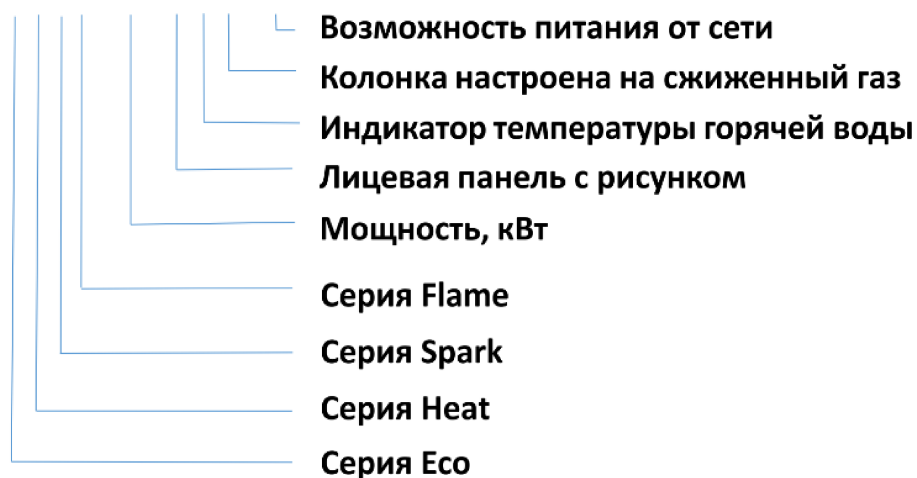 Возможность питания от сети
Колонка настроена на сжиженный газ
Индикатор температуры горячей воды
Лицевая панель с рисунком
Мощность, кВт
Серия Flame
Серия Spark
Серия Heat
Серия Eco